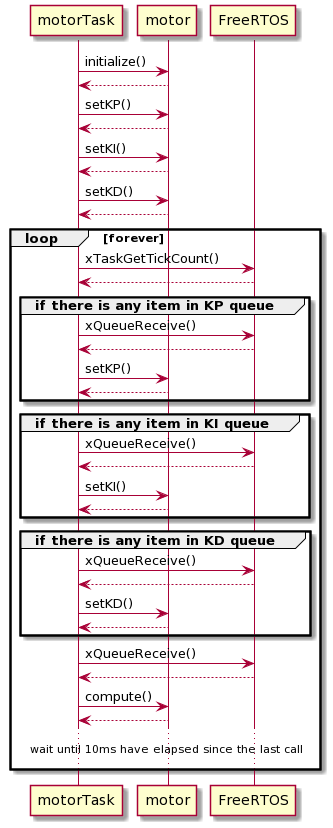 motorTask motor FreeRTOS
initialize()
setKP()
setKI()
setKD()
loop [forever]
xTaskGetTickCount()
if there is any item in KP queue
xQueueReceive()
setKP()
if there is any item in KI queue
xQueueReceive()
setKI()
if there is any item in KD queue
xQueueReceive()
setKD()
xQueueReceive()
compute()
wait until 10ms have elapsed since the last call
motorTask motor FreeRTOS